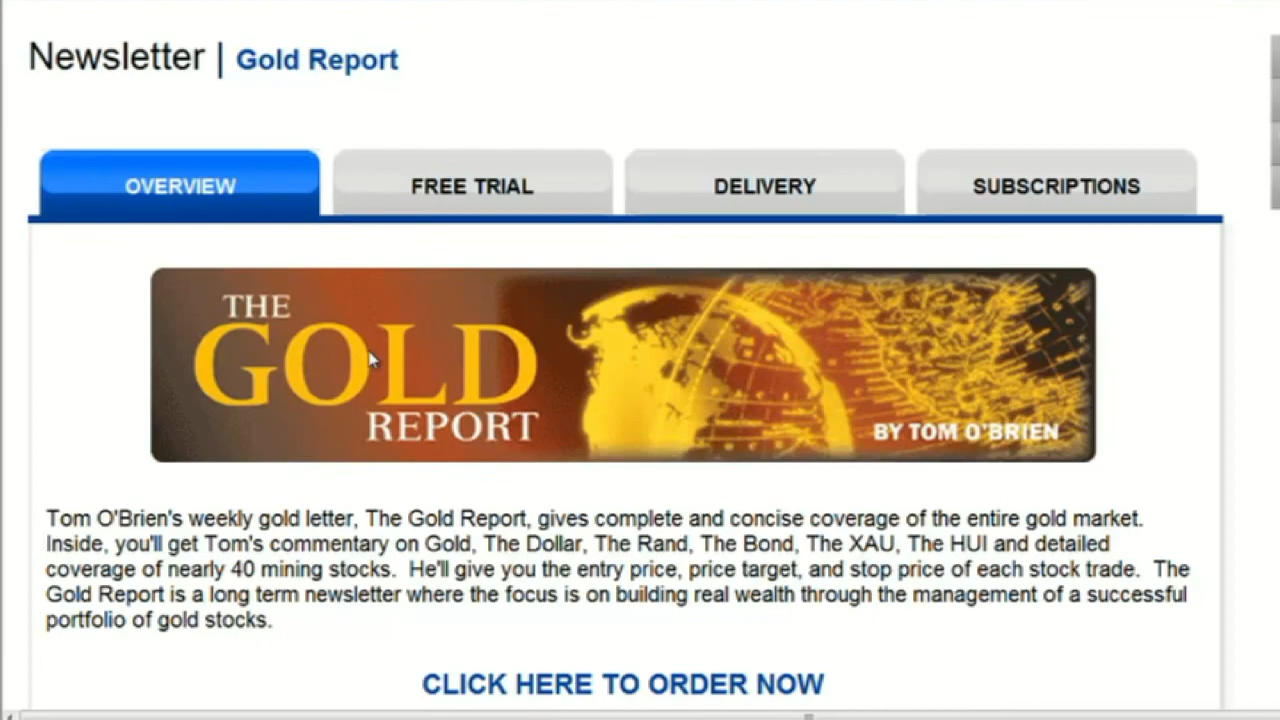 Newsletter | Gold Report
OVERVIEW FREE TRIAL DELIVERY SUBSCRIPTIONS
THE
GOLD
REPORT
BY TOM O'BRIEN
Tom O'Brien's weekly gold letter, The Gold Report, gives complete and concise coverage of the entire gold market.
Inside, you'll get Tom's commentary on Gold, The Dollar, The Rand, The Bond, The XAU, The HUI and detailed
coverage of nearly 40 mining stocks.  He'll give you the entry price, price target, and stop price of each stock trade.  The
Gold Report is a long term newsletter where the focus is on building real wealth through the management of a successful
portfolio of gold stocks.
CLICK HERE TO ORDER NOW